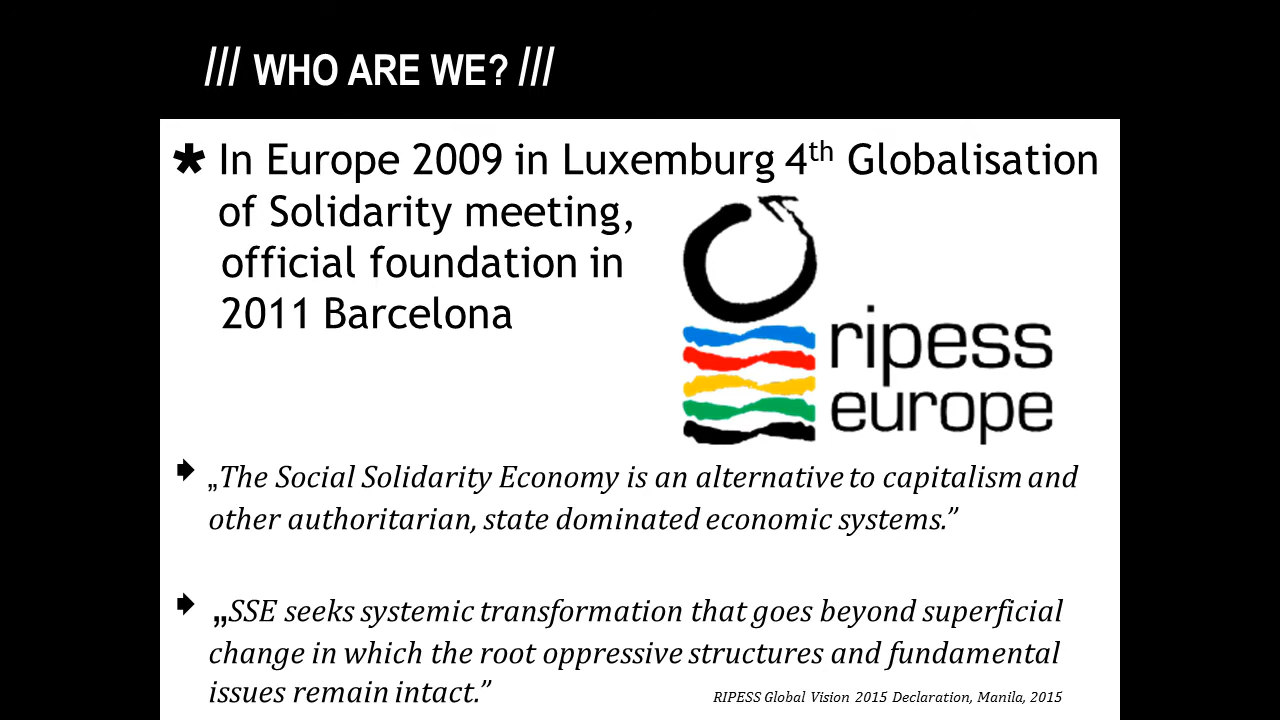 /// WHO ARE WE? ///
* In Europe 2009 in Luxemburg 4th Globalisation
of Solidarity meeting,
official foundation in
2011 Barcelona
ripess
europe
„The Social Solidarity Economy is an alternative to capitalism and
other authoritarian, state dominated economic systems.”
„SSE seeks systemic transformation that goes beyond superficial
change in which the root oppressive structures and fundamental
issues remain intact.”
RIPESS Global Vision 2015 Declaration, Manila, 2015